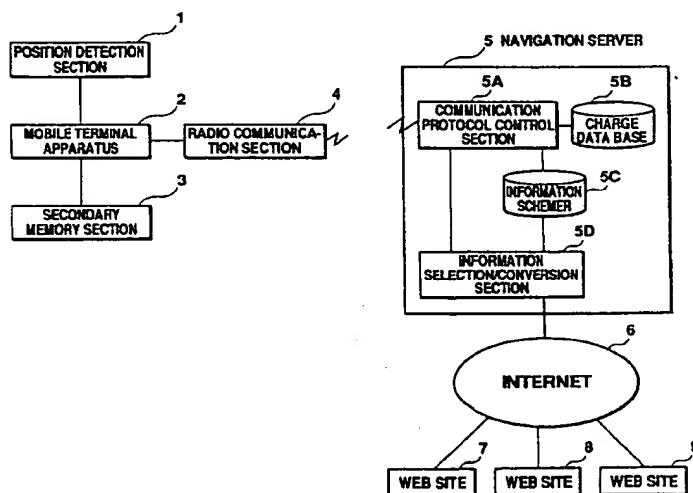 1
POSITION DETECTION
SECTION
2
MOBILE TERMINAL
APPARATUS
4
RADIO COMMUNICA-
TION SECTION
3
SECONDARY
MEMORY SECTION
5 NAVIGATION SERVER
5A
COMMUNICATION
PROTOCOL CONTROL
SECTION
5B
CHARGE
DATA BASE
INFORMATION
SCHEMER
5C
5D
INFORMATION
SELECTION/CONVERSION
SECTION
6
INTERNET
7
WEB SITE
8
WEB SITE
9
WEB SITE